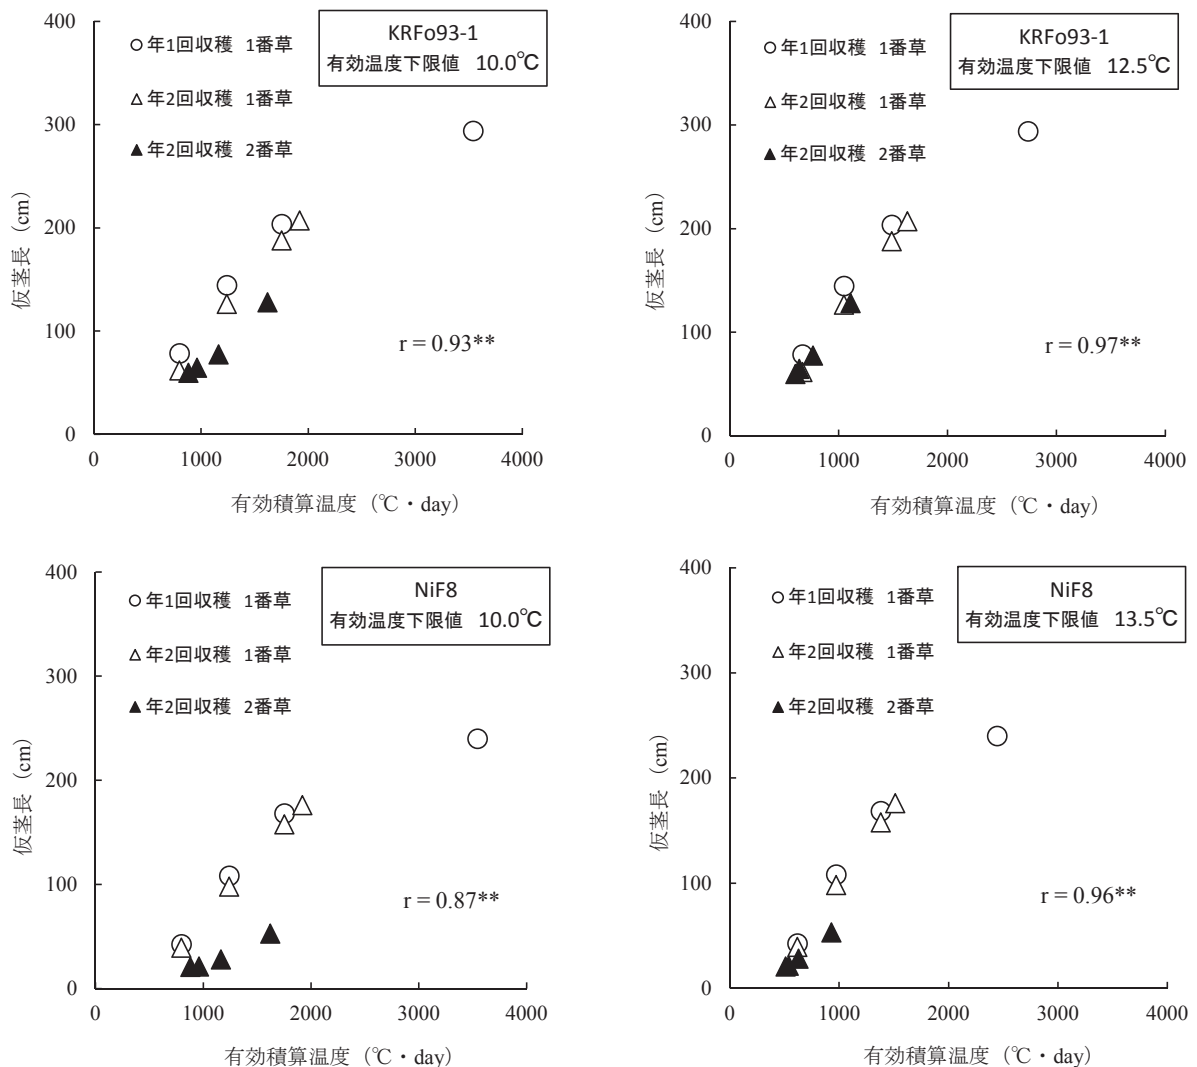 400
300
200
100
0
仮茎長（cm）
○年1回収穫 1番草
△年2回収穫 1番草
▲年2回収穫 2番草
KRFo93-1
有効温度下限値 10.0℃
r = 0.93**
0 1000 2000 3000 4000
有効積算温度（℃・day）
400
300
200
100
0
仮茎長（cm）
○年1回収穫 1番草
△年2回収穫 1番草
▲年2回収穫 2番草
KRFo93-1
有効温度下限値 12.5℃
r = 0.97**
0 1000 2000 3000 4000
有効積算温度（℃・day）
400
300
200
100
0
仮茎長（cm）
○年1回収穫 1番草
△年2回収穫 1番草
▲年2回収穫 2番草
NiF8
有効温度下限値 10.0℃
r = 0.87**
0 1000 2000 3000 4000
有効積算温度（℃・day）
400
300
200
100
0
仮茎長（cm）
○年1回収穫 1番草
△年2回収穫 1番草
▲年2回収穫 2番草
NiF8
有効温度下限値 13.5℃
r = 0.96**
0 1000 2000 3000 4000
有効積算温度（℃・day）